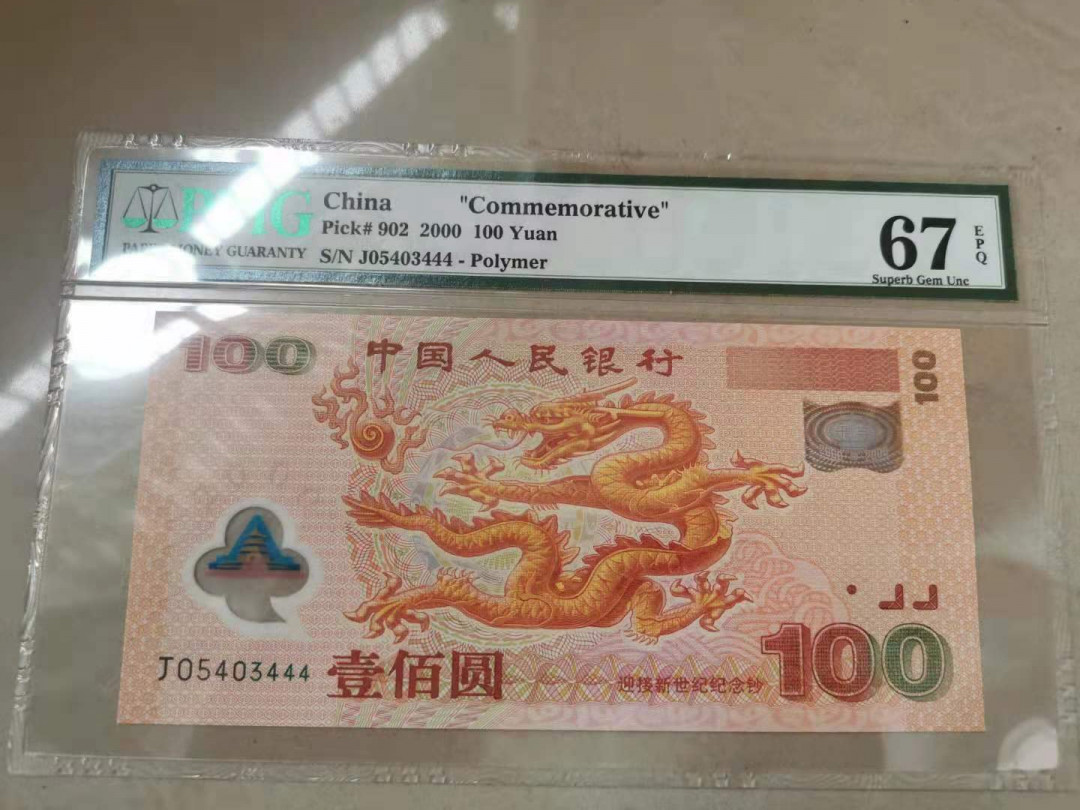 PMG
PAPER MONEY GUARANTY
China "Commemorative"
Pick# 902 2000 100 Yuan
S/N J05403444 - Polymer
67
EPQ
Superb Gem Unc
100
中国人民银行
100
J05403444
壹佰圆
迎接新世纪纪念钞
100